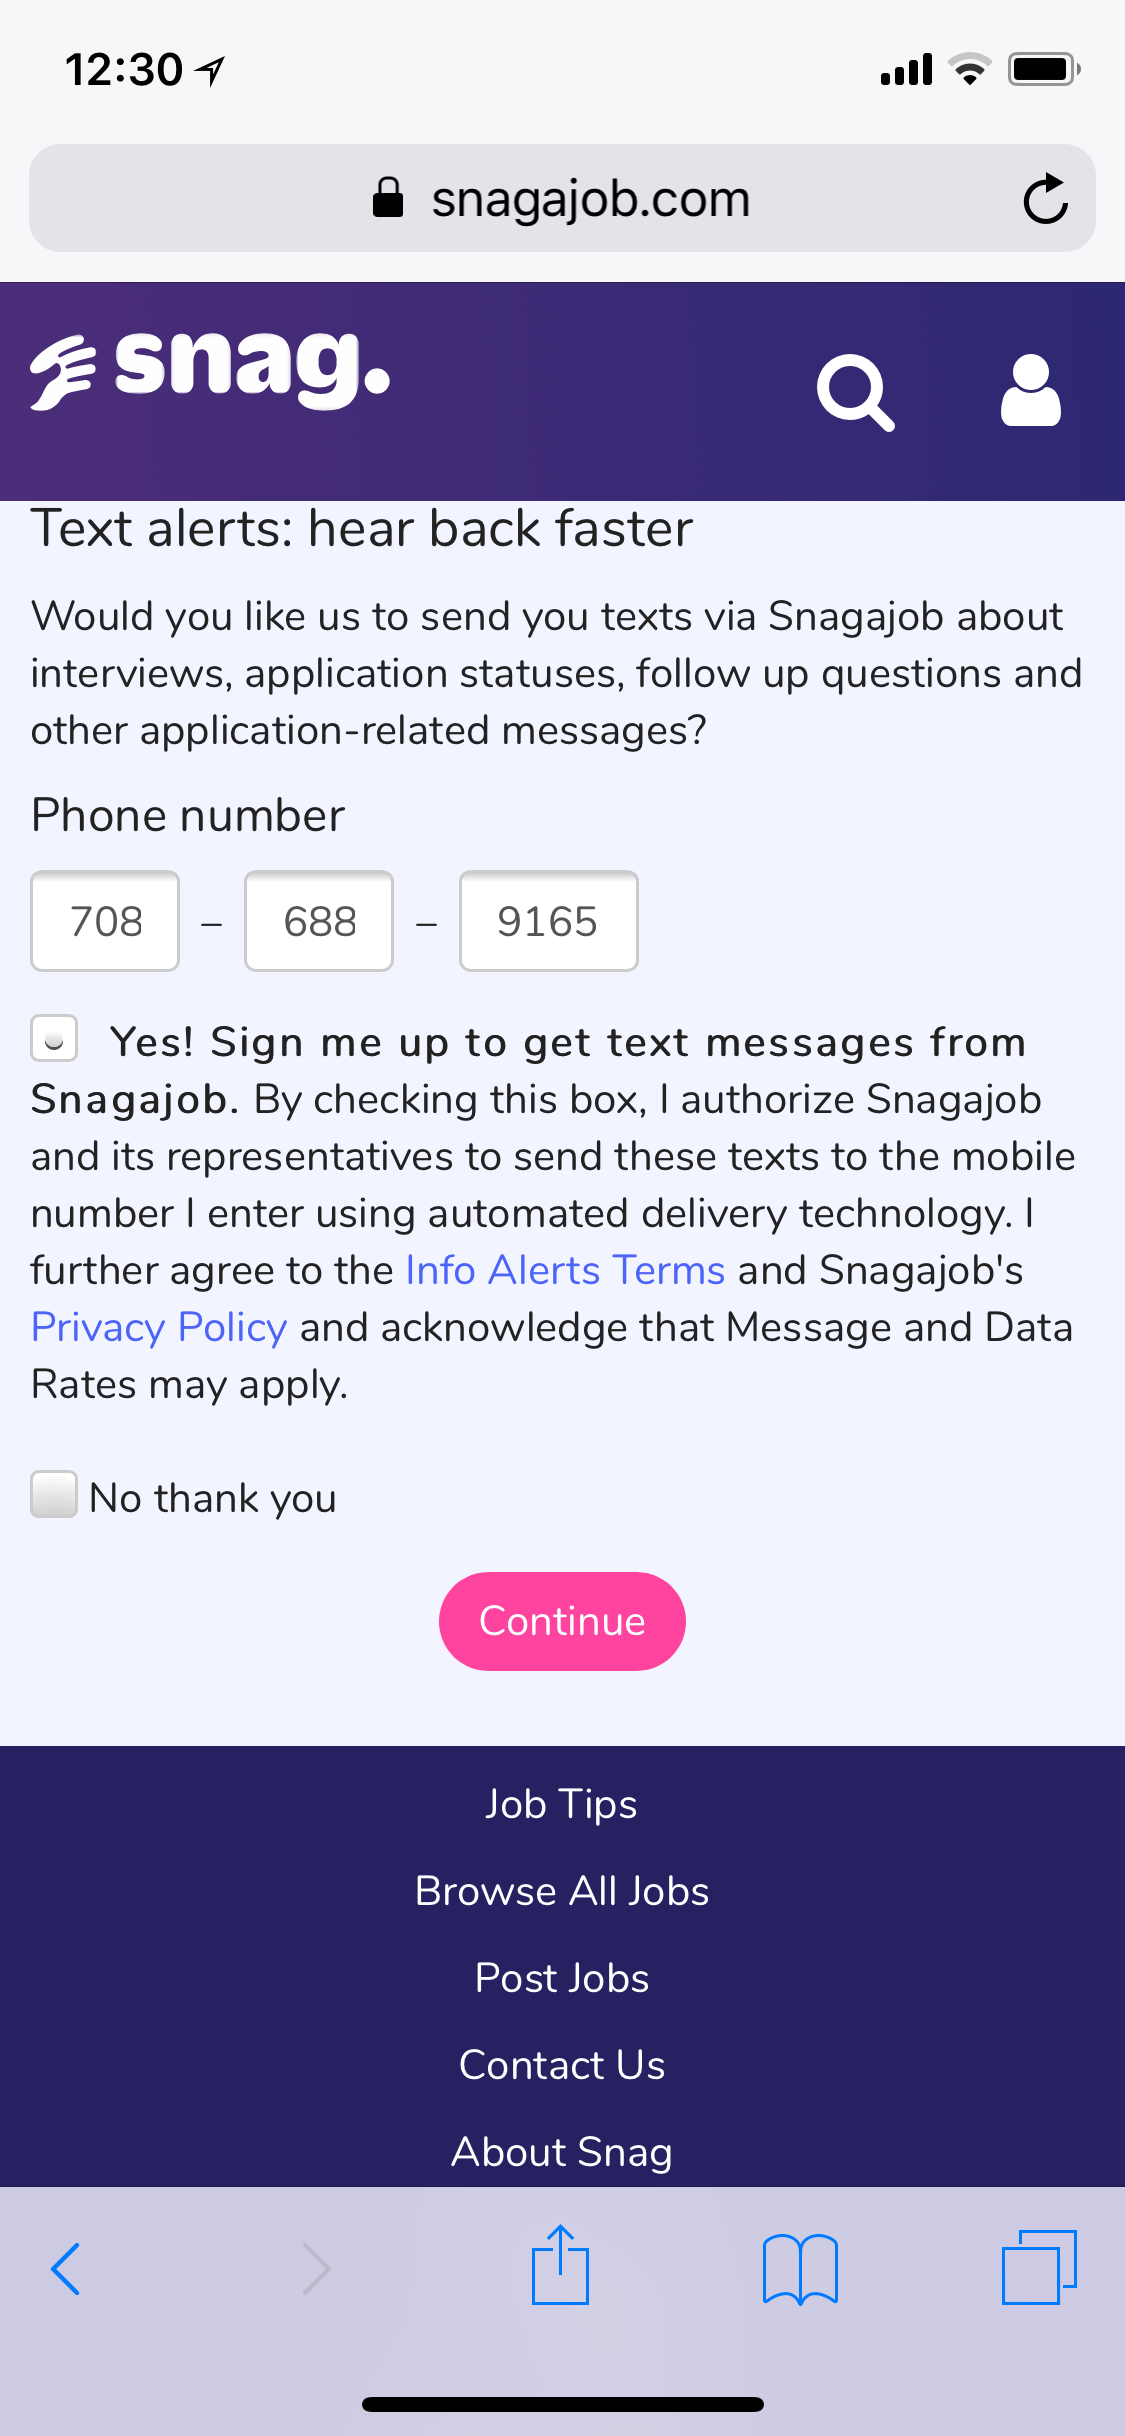 12:30
snagajob.com
snag.
Text alerts: hear back faster
Would you like us to send you texts via Snagajob about
interviews, application statuses, follow up questions and
other application-related messages?
Phone number
708 – 688 – 9165
Yes! Sign me up to get text messages from
Snagajob. By checking this box, I authorize Snagajob
and its representatives to send these texts to the mobile
number I enter using automated delivery technology. I
further agree to the Info Alerts Terms and Snagajob's
Privacy Policy and acknowledge that Message and Data
Rates may apply.
No thank you
Continue
Job Tips
Browse All Jobs
Post Jobs
Contact Us
About Snag